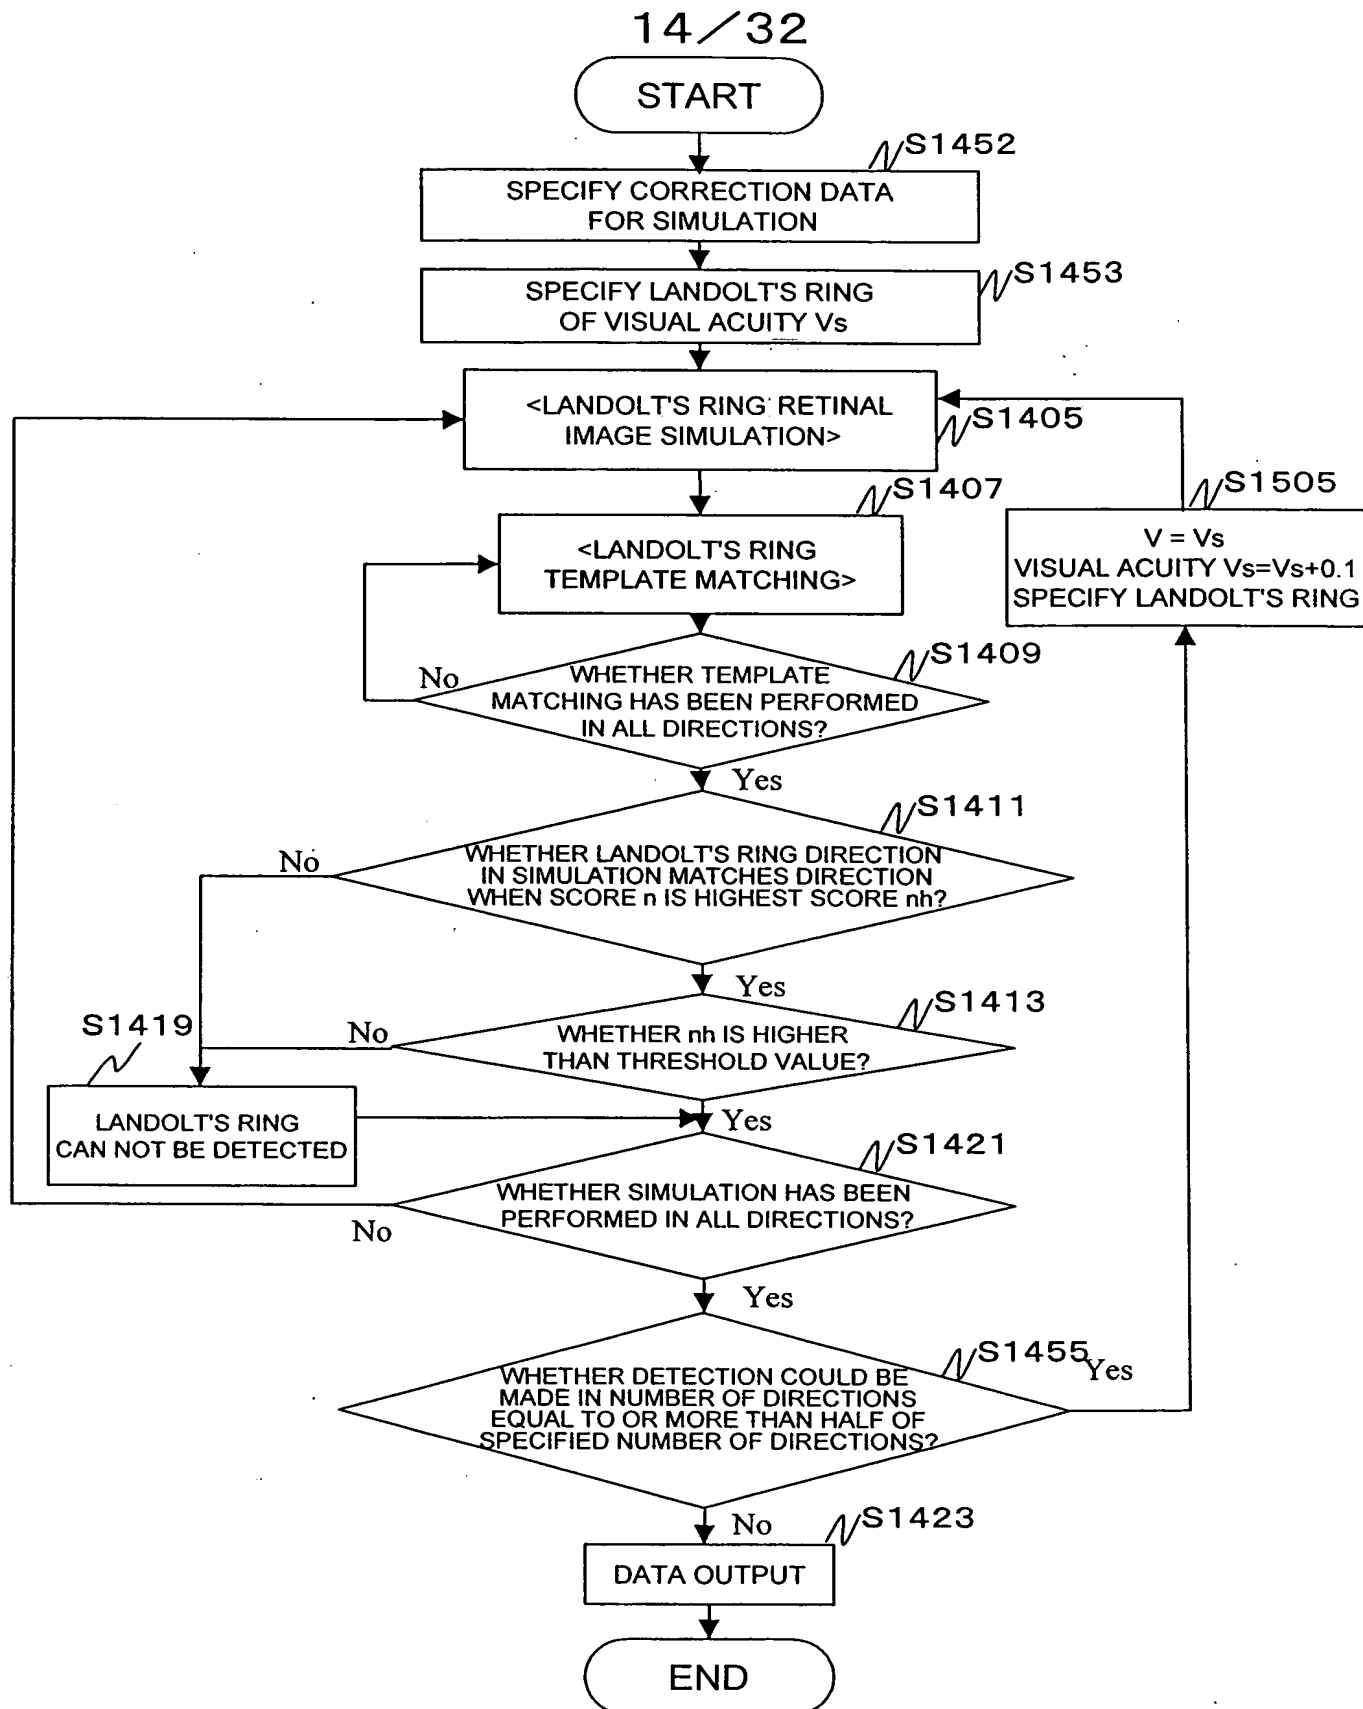 14/32
START
S1452
SPECIFY CORRECTION DATA
FOR SIMULATION
S1453
SPECIFY LANDOLT'S RING
OF VISUAL ACUITY Vs
<LANDOLT'S RING RETINAL
IMAGE SIMULATION>
S1405
S1407
<LANDOLT'S RING
TEMPLATE MATCHING>
S1505
V = Vs
VISUAL ACUITY Vs=Vs+0.1
SPECIFY LANDOLT'S RING
S1409
No
WHETHER TEMPLATE
MATCHING HAS BEEN PERFORMED
IN ALL DIRECTIONS?
Yes
S1411
No
WHETHER LANDOLT'S RING DIRECTION
IN SIMULATION MATCHES DIRECTION
WHEN SCORE n IS HIGHEST SCORE nh?
Yes
S1413
No
WHETHER nh IS HIGHER
THAN THRESHOLD VALUE?
Yes
S1419
LANDOLT'S RING
CAN NOT BE DETECTED
S1421
WHETHER SIMULATION HAS BEEN
PERFORMED IN ALL DIRECTIONS?
No
Yes
S1455
Yes
WHETHER DETECTION COULD BE
MADE IN NUMBER OF DIRECTIONS
EQUAL TO OR MORE THAN HALF OF
SPECIFIED NUMBER OF DIRECTIONS?
No
S1423
DATA OUTPUT
END